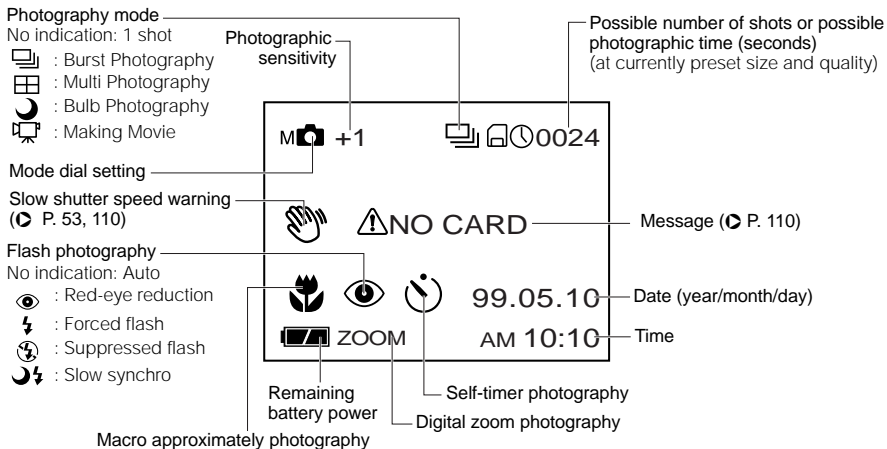 Photography mode
No indication: 1 shot
: Burst Photography
: Multi Photography
: Bulb Photography
: Making Movie
Photographic
sensitivity
Possible number of shots or possible
photographic time (seconds)
(at currently preset size and quality)
Mode dial setting
Slow shutter speed warning
( P. 53, 110)
Flash photography
No indication: Auto
: Red-eye reduction
: Forced flash
: Suppressed flash
: Slow synchro
M +1 0024
NO CARD
Message ( P. 110)
99.05.10
Date (year/month/day)
ZOOM AM 10:10
Time
Remaining
battery power
Self-timer photography
Digital zoom photography
Macro approximately photography